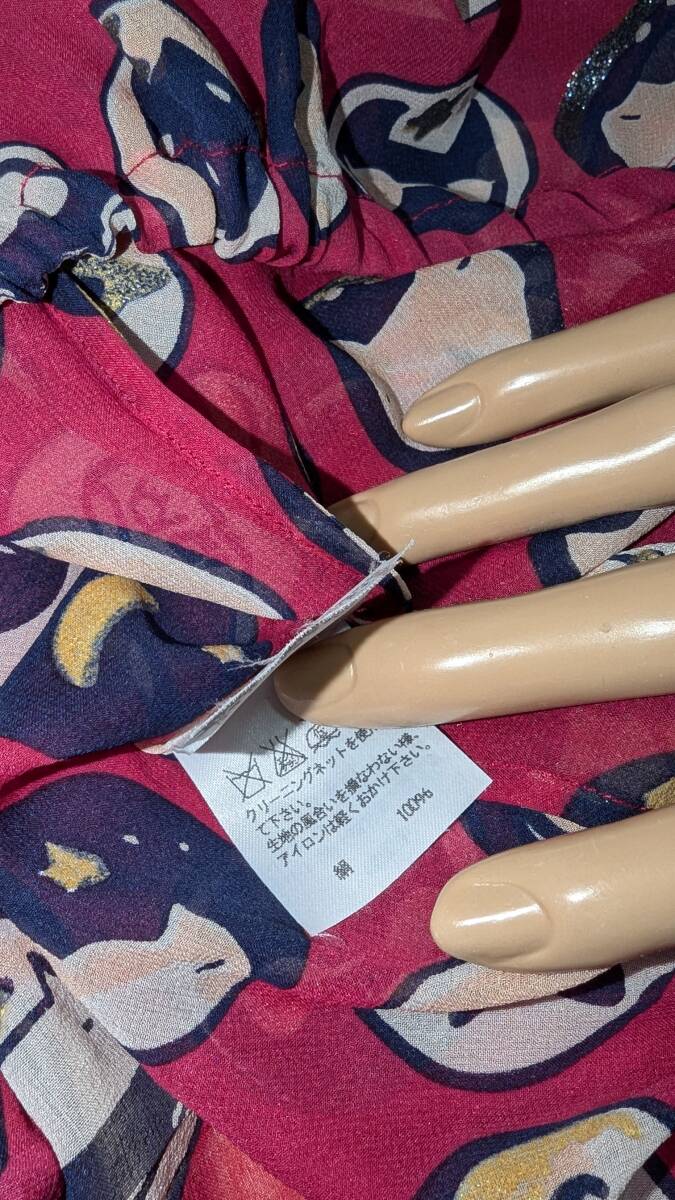 クリーニングネットを使
て下さい。
生地の風合いを損なわない様、
アイロンは軽くおかけ下さい。
絹 100%